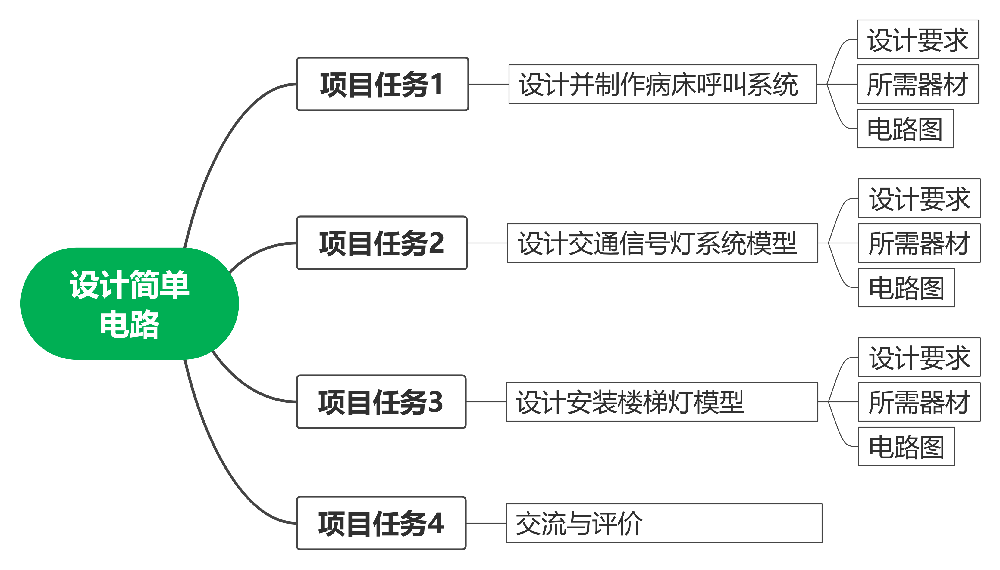 设计简单
电路
项目任务1
设计并制作病床呼叫系统
设计要求
所需器材
电路图
项目任务2
设计交通信号灯系统模型
设计要求
所需器材
电路图
项目任务3
设计安装楼梯灯模型
设计要求
所需器材
电路图
项目任务4
交流与评价